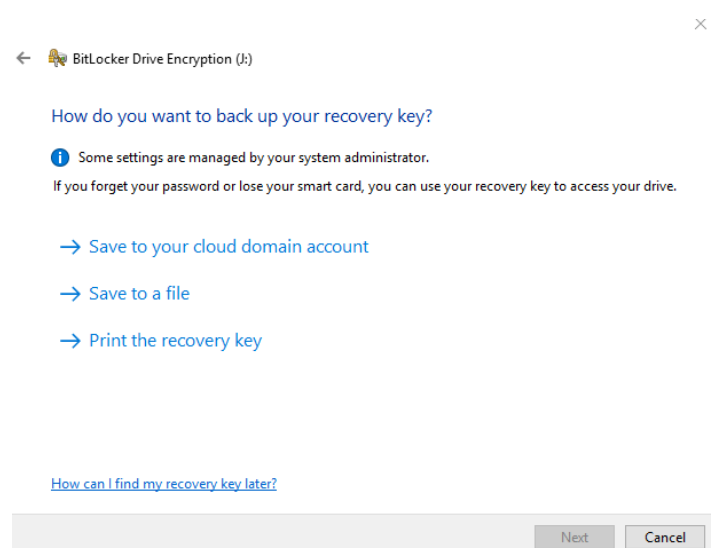 BitLocker Drive Encryption (J:)
How do you want to back up your recovery key?
Some settings are managed by your system administrator.
If you forget your password or lose your smart card, you can use your recovery key to access your drive.
Save to your cloud domain account
Save to a file
Print the recovery key
How can I find my recovery key later?
Next Cancel